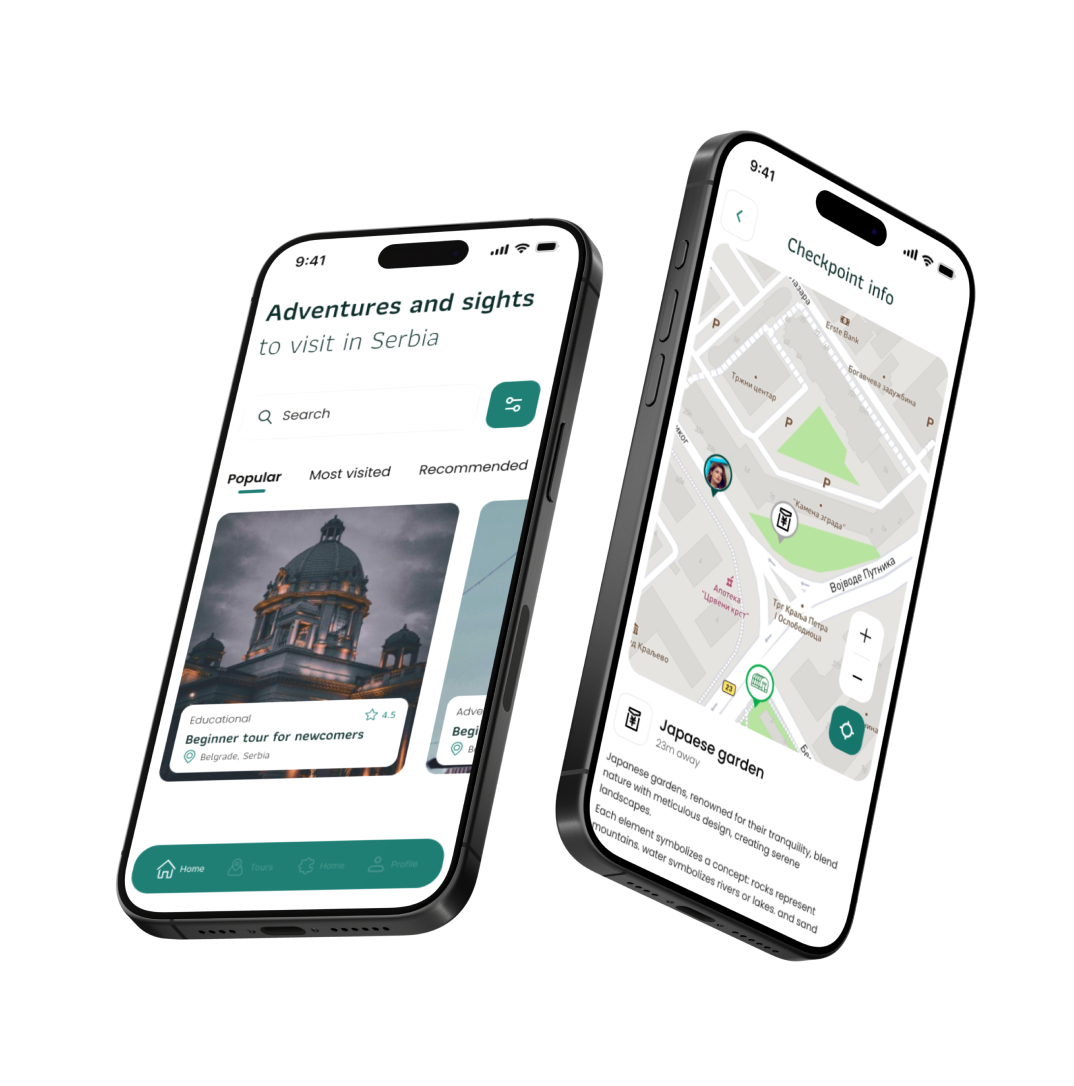 9:41
Adventures and sights
to visit in Serbia
Search
Popular
Most visited
Recommended
Educational
4.5
Beginner tour for newcomers
Belgrade, Serbia
Home
Tours
Home
Profile
9:41
Checkpoint info
Erste Bank
P
Богавчева задужбина
Тржни центар
P
P
P
"Камена зграда"
Војводе Путника
Апотека
"Црвени крст"
Трг Краља Петра
I Ослободиоца
Краљево
23
+
−
Japaese garden
23m away
Japanese gardens, renowned for their tranquility, blend
nature with meticulous design, creating serene
landscapes.
Each element symbolizes a concept: rocks represent
mountains, water symbolizes rivers or lakes, and sand